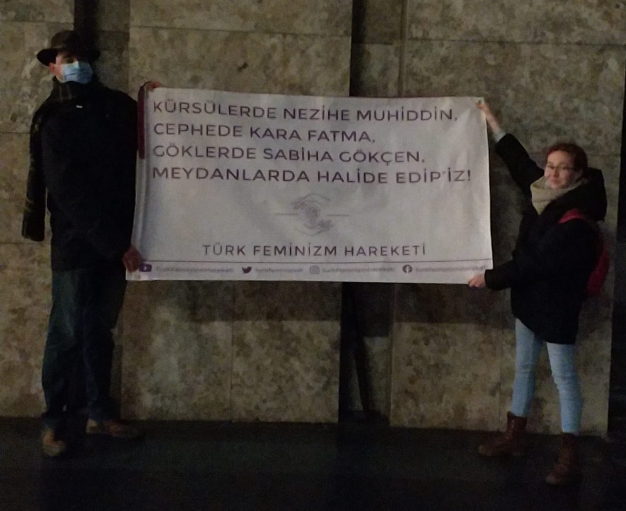 KÜRSÜLERDE NEZİHE MUHİDDİN,
CEPHEDE KARA FATMA,
GÖKLERDE SABİHA GÖKÇEN,
MEYDANLARDA HALİDE EDİP'İZ!
TÜRK FEMİNİZM HAREKETİ